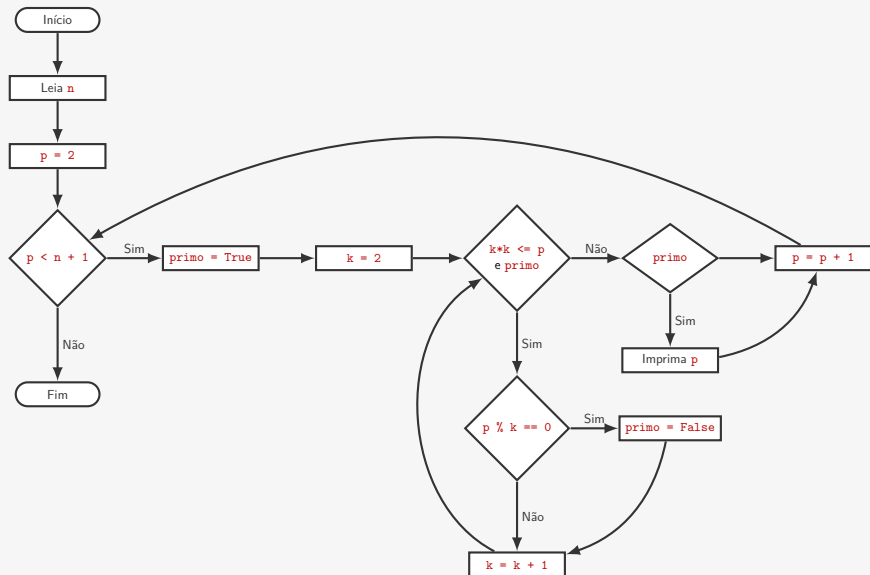 Início
Leia n
p = 2
p < n + 1
Sim
primo = True
k = 2
k*k <= p
e primo
Não
primo
p = p + 1
Sim
Imprima p
Não
Fim
Sim
p % k == 0
Sim
primo = False
Não
k = k + 1